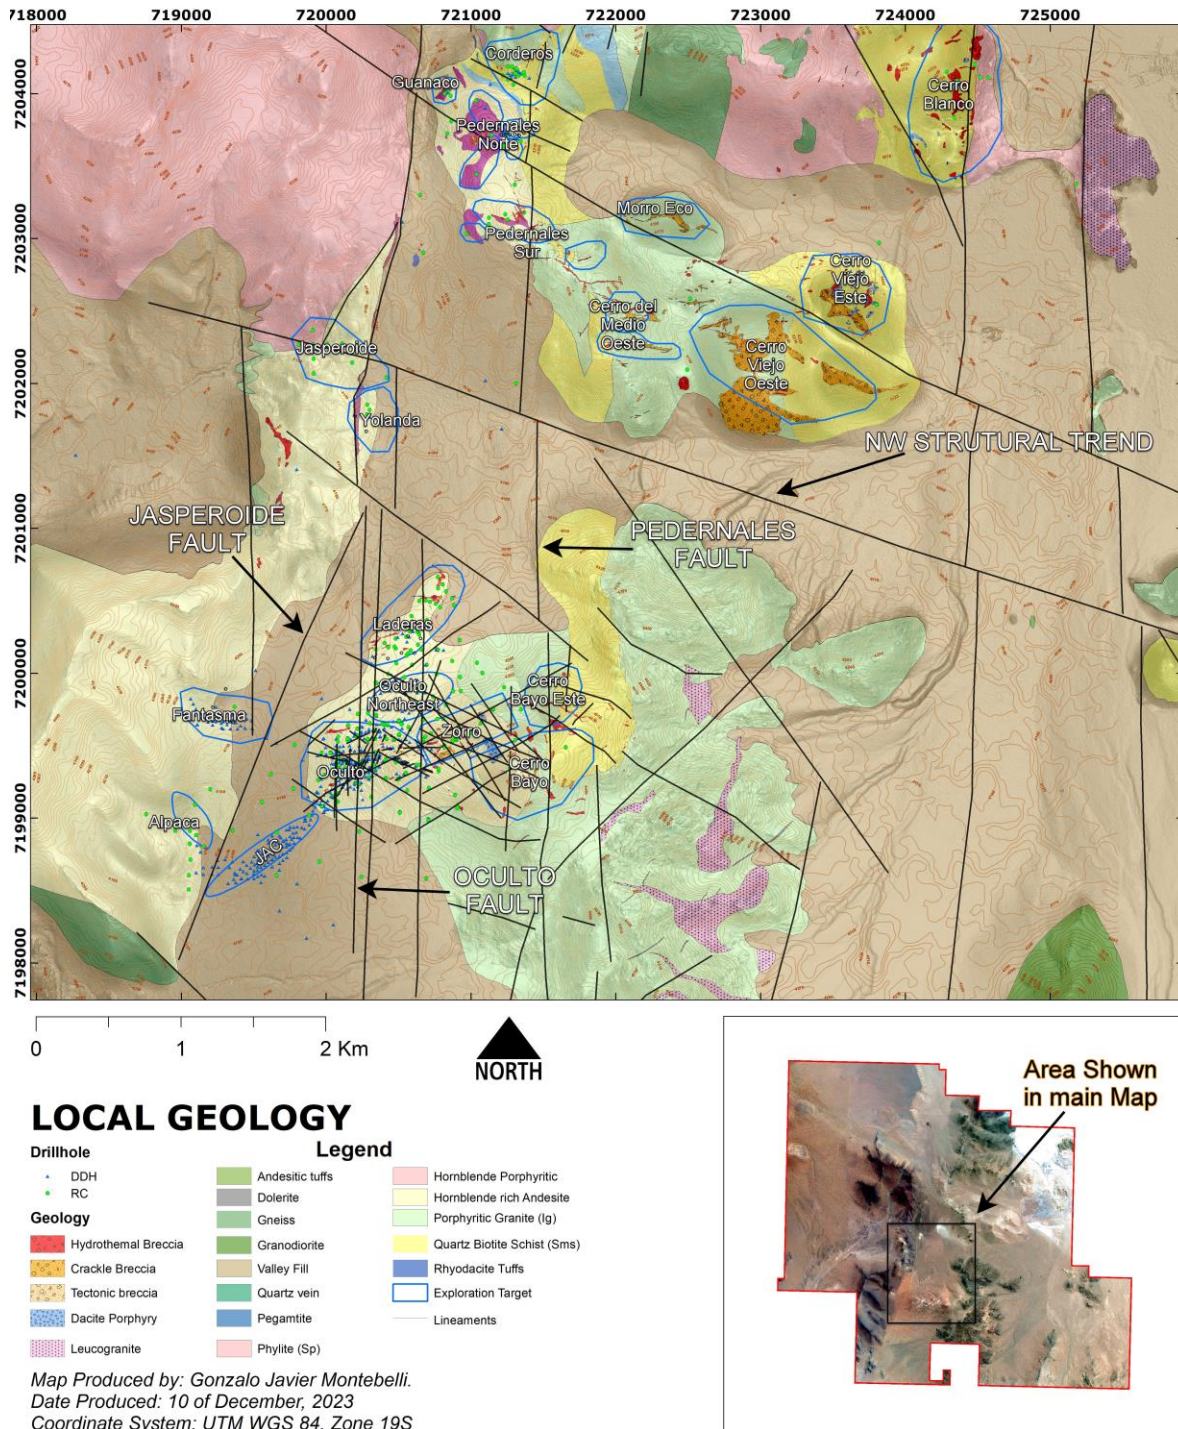 718000 719000 720000 721000 722000 723000 724000 725000
7204000
7203000
7202000
7201000
7200000
7199000
7198000
Corderos
Guanaco
Pedernales
Norte
Cerro
Blanco
Morro Eco
Pedernales
Sur
Cerro
Viejo
Este
Cerro del
Medio
Oeste
Cerro
Viejo
Oeste
Jasperoide
Yolanda
NW STRUTURAL TREND
JASPEROIDE
FAULT
PEDERNALES
FAULT
Laderas
Oculto
Northeast
Cerro
Bayo Este
Fantasma
Zorro
Oculto
Cerro
Bayo
Alpaca
JAC
OCULTO
FAULT
0 1 2 Km
NORTH
Area Shown
in main Map
LOCAL GEOLOGY
Legend
Drillhole
DDH
RC
Geology
Hydrothemal Breccia
Crackle Breccia
Tectonic breccia
Dacite Porphyry
Leucogranite
Andesitic tuffs
Dolerite
Gneiss
Granodiorite
Valley Fill
Quartz vein
Pegamtite
Phylite (Sp)
Hornblende Porphyritic
Hornblende rich Andesite
Porphyritic Granite (Ig)
Quartz Biotite Schist (Sms)
Rhyodacite Tuffs
Exploration Target
Lineaments
Map Produced by: Gonzalo Javier Montebelli.
Date Produced: 10 of December, 2023
Coordinate System: UTM WGS 84, Zone 19S